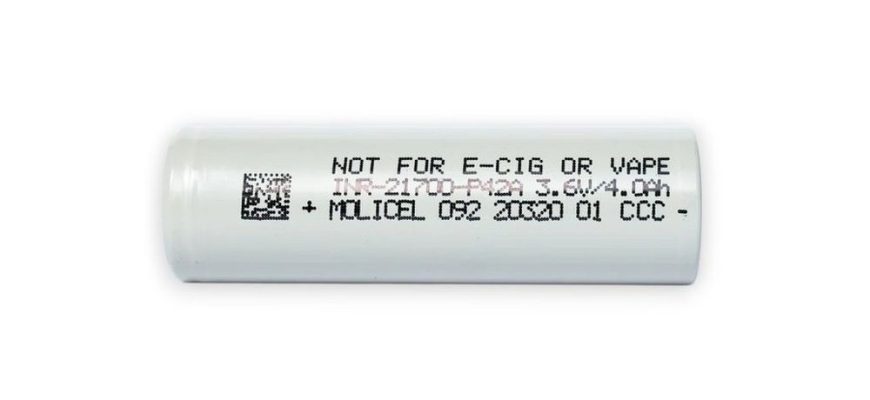 NOT FOR E-CIG OR VAPE
INR-21700-P42A 3.6V/4.0Ah
+ MOLICEL 092 20320 01 CCC -